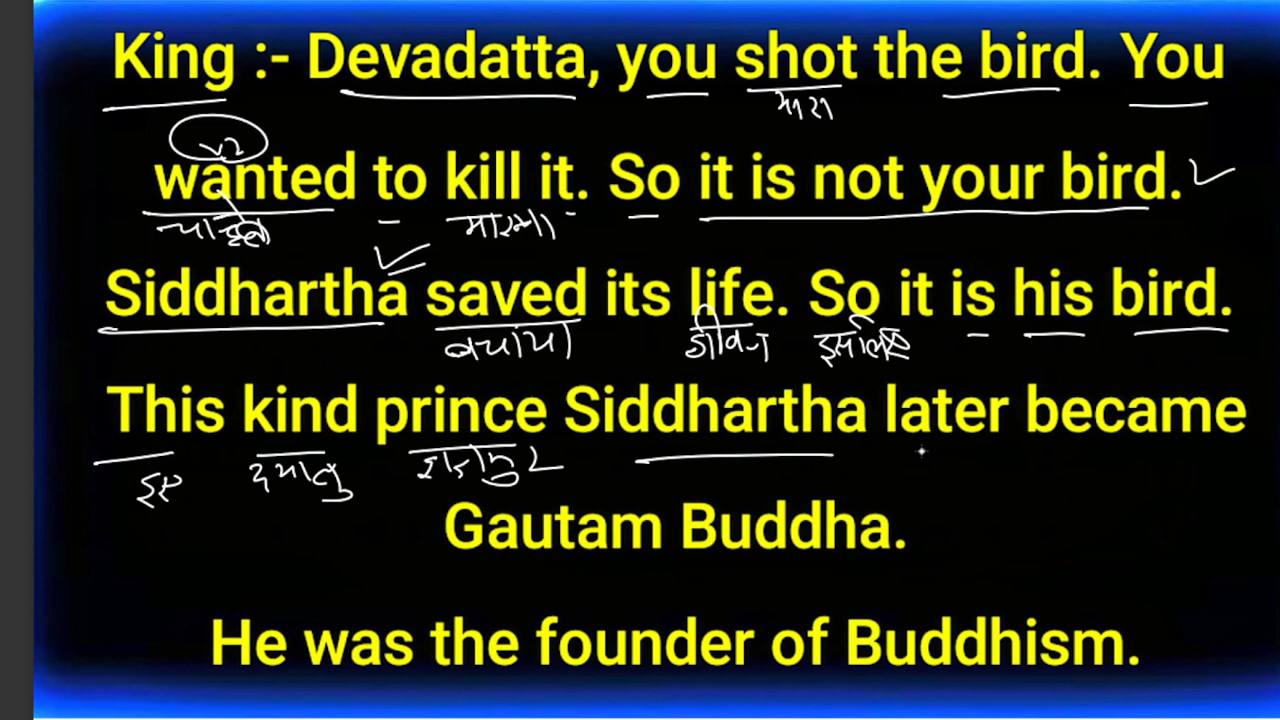 King :- Devadatta, you shot the bird. You
मारा
v2
wanted to kill it. So it is not your bird.
चाहते मारना
Siddhartha saved its life. So it is his bird.
बचाया जीवन इसलिए
This kind prince Siddhartha later became
इस दयालु राजकुमार
Gautam Buddha.
He was the founder of Buddhism.